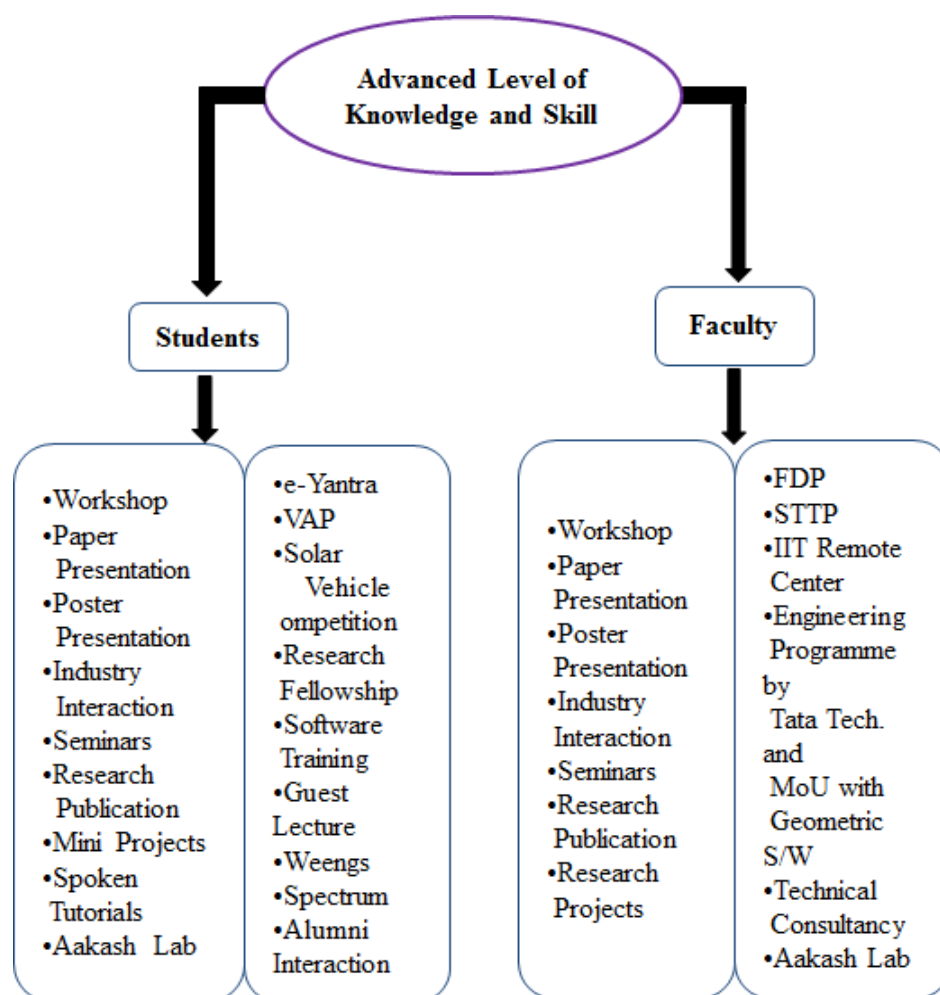 Advanced Level of
Knowledge and Skill
Students
Faculty
•Workshop
•Paper
Presentation
•Poster
Presentation
•Industry
Interaction
•Seminars
•Research
Publication
•Mini Projects
•Spoken
Tutorials
•Aakash Lab
•e-Yantra
•VAP
•Solar
Vehicle
ompetition
•Research
Fellowship
•Software
Training
•Guest
Lecture
•Weengs
•Spectrum
•Alumni
Interaction
•Workshop
•Paper
Presentation
•Poster
Presentation
•Industry
Interaction
•Seminars
•Research
Publication
•Research
Projects
•FDP
•STTP
•IIT Remote
Center
•Engineering
Programme
by
Tata Tech.
and
MoU with
Geometric
S/W
•Technical
Consultancy
•Aakash Lab